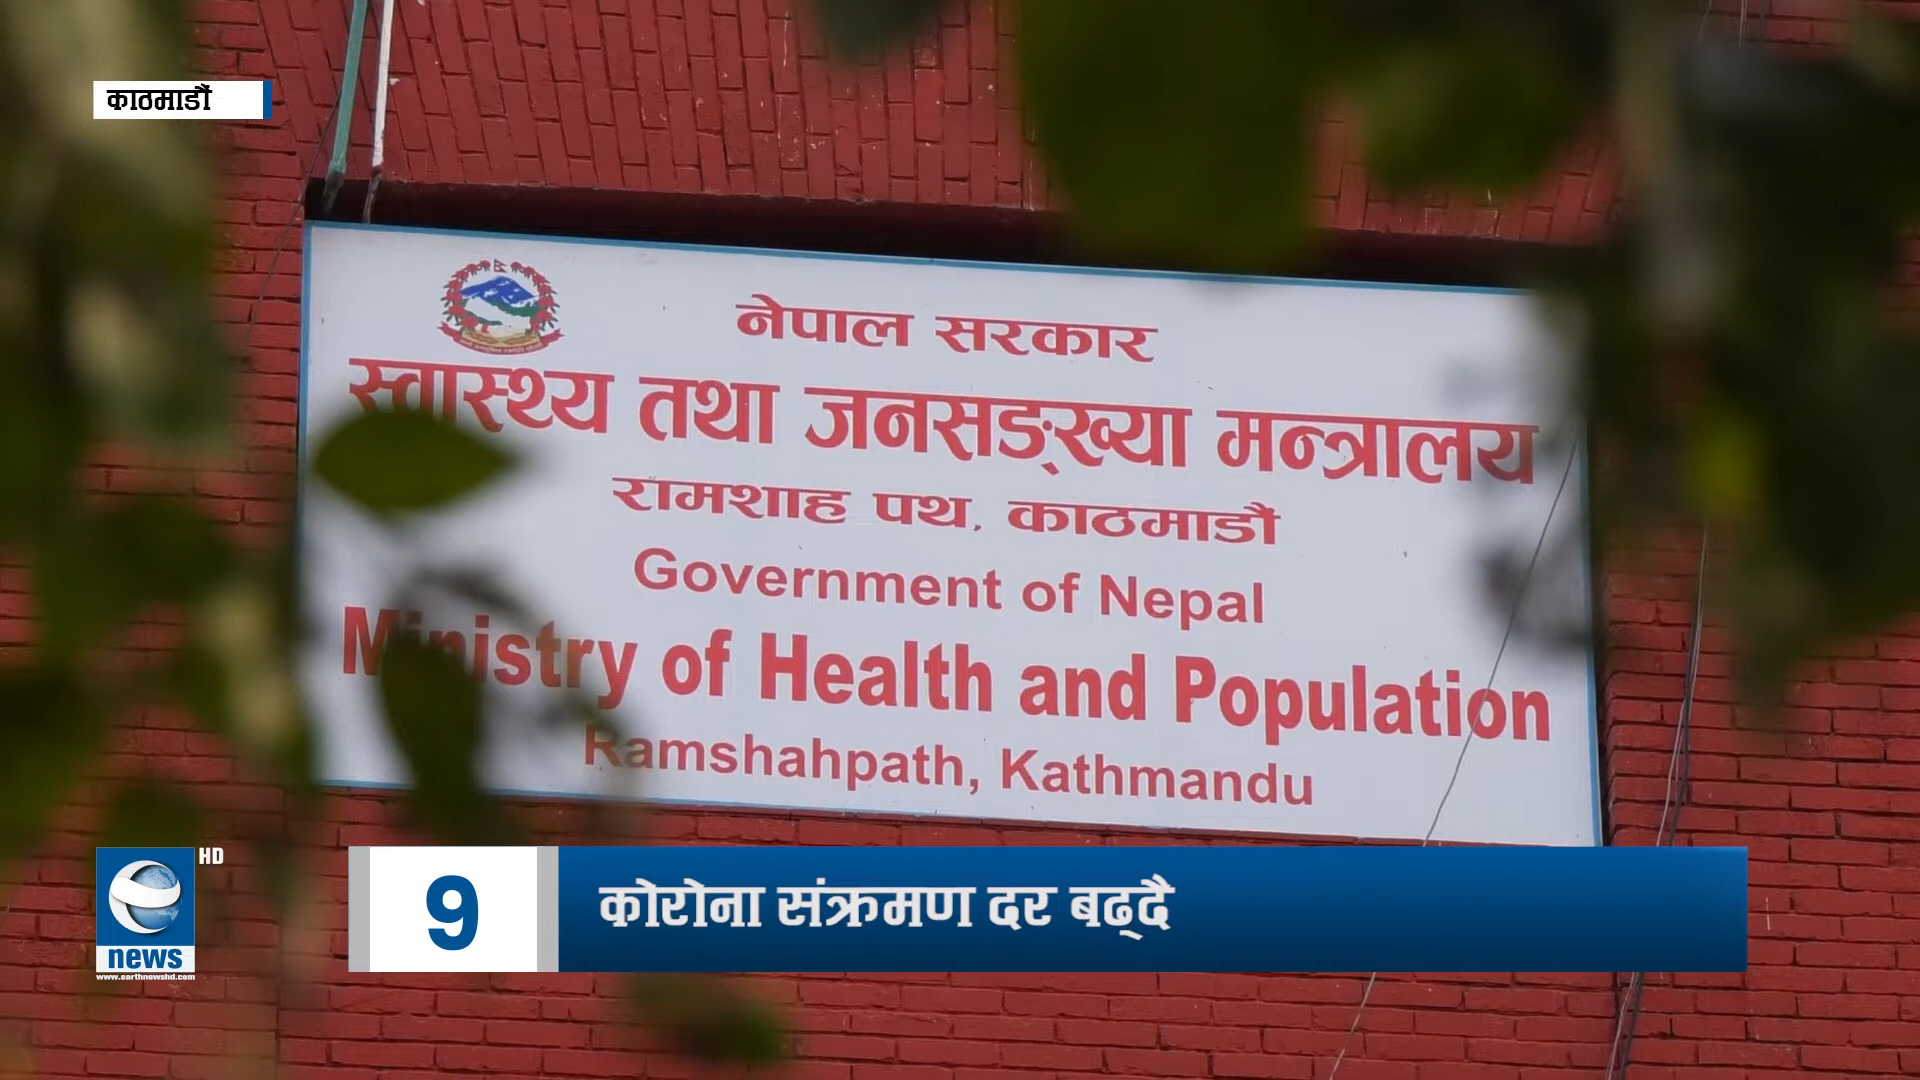 काठमाडौं
नेपाल सरकार
स्वास्थ्य तथा जनसङ्ख्या मन्त्रालय
रामशाह पथ, काठमाडौं
Government of Nepal
Ministry of Health and Population
Ramshahpath, Kathmandu
HD
news
www.earthnewshd.com
9
कोरोना संक्रमण दर बढ्दै